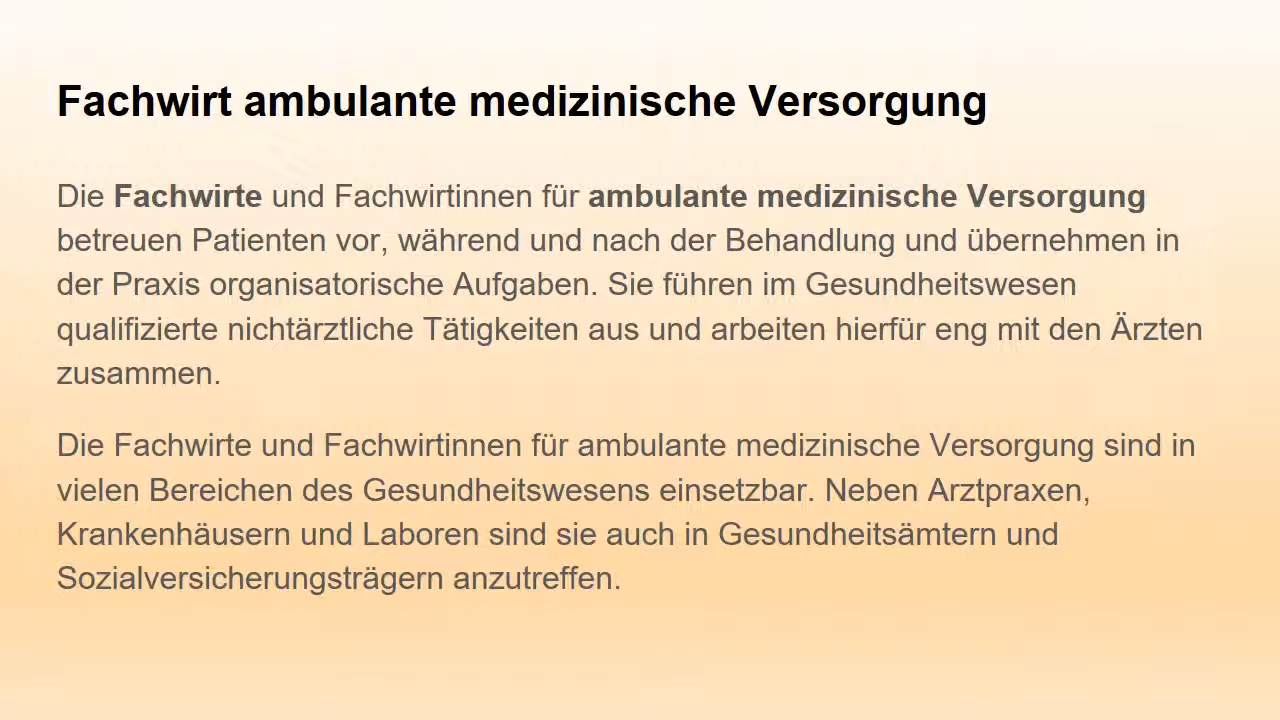 Fachwirt ambulante medizinische Versorgung
Die Fachwirte und Fachwirtinnen für ambulante medizinische Versorgung
betreuen Patienten vor, während und nach der Behandlung und übernehmen in
der Praxis organisatorische Aufgaben. Sie führen im Gesundheitswesen
qualifizierte nichtärztliche Tätigkeiten aus und arbeiten hierfür eng mit den Ärzten
zusammen.
Die Fachwirte und Fachwirtinnen für ambulante medizinische Versorgung sind in
vielen Bereichen des Gesundheitswesens einsetzbar. Neben Arztpraxen,
Krankenhäusern und Laboren sind sie auch in Gesundheitsämtern und
Sozialversicherungsträgern anzutreffen.